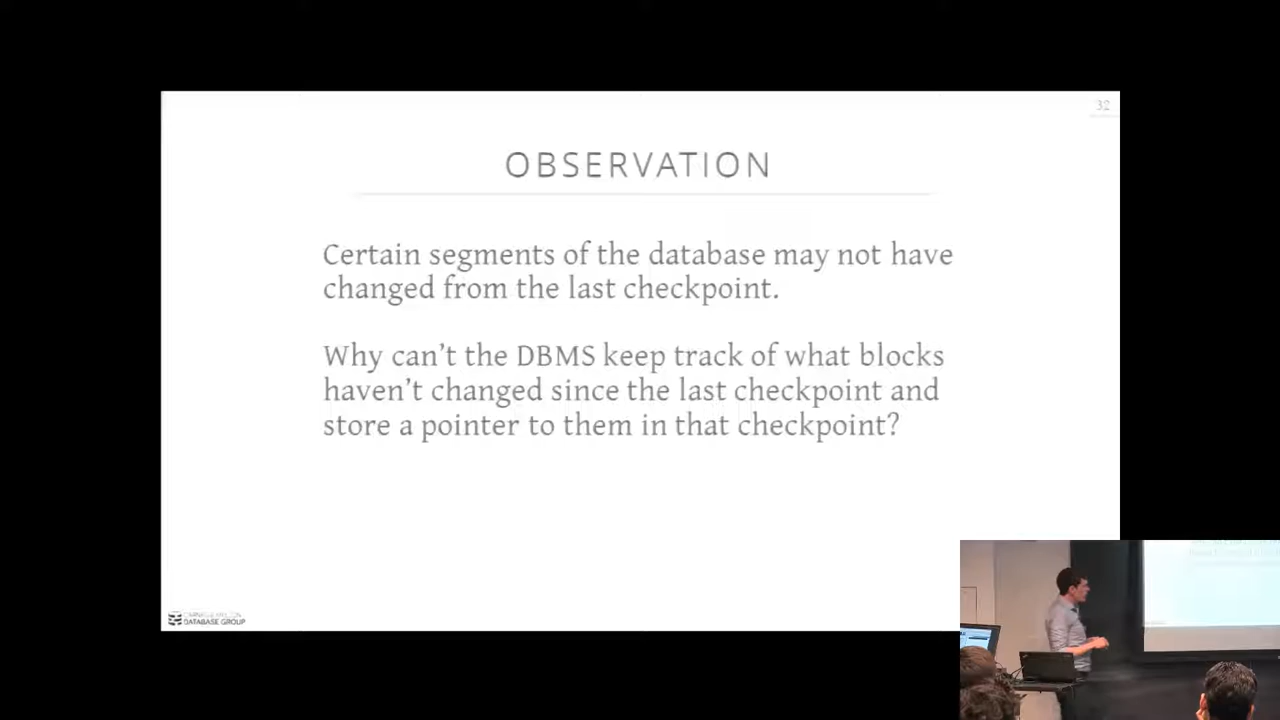 32
OBSERVATION
Certain segments of the database may not have
changed from the last checkpoint.
Why can't the DBMS keep track of what blocks
haven't changed since the last checkpoint and
store a pointer to them in that checkpoint?
CARNEGIE MELLON
DATABASE GROUP